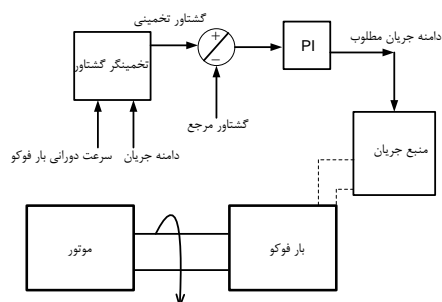 گشتاور تخمینی
دامنه جریان مطلوب
تخمینگر گشتاور
+
−
PI
گشتاور مرجع
سرعت دورانی بار فوکو
دامنه جریان
منبع جریان
موتور
بار فوکو